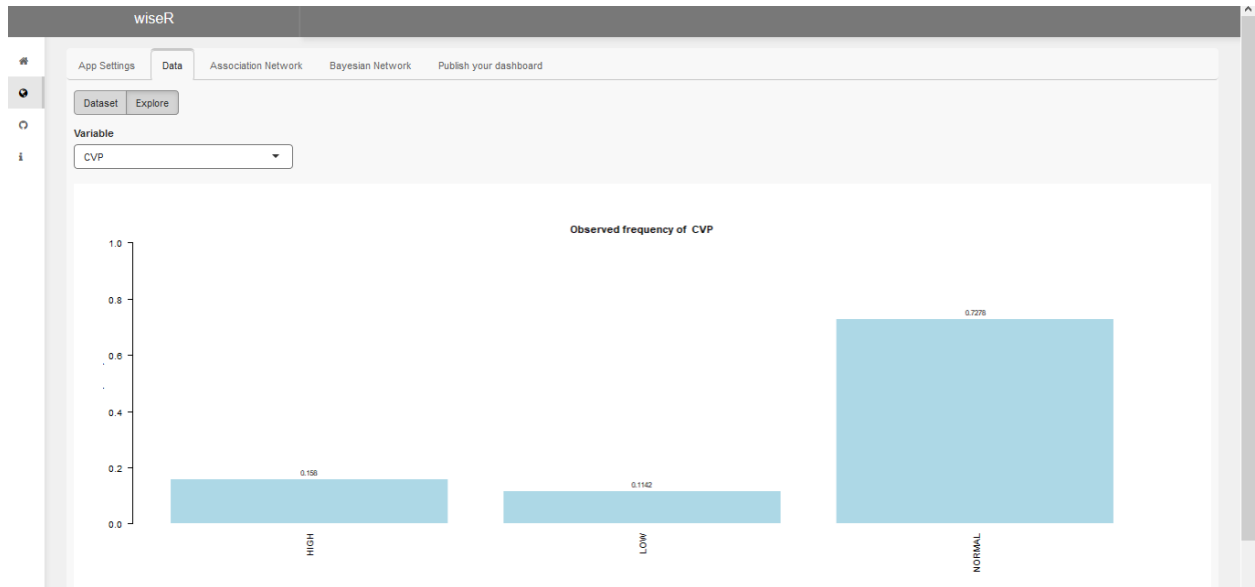 wiseR
App Settings Data Association Network Bayesian Network Publish your dashboard
Dataset Explore
Variable
CVP
Observed frequency of CVP
1.0
0.8
0.7278
0.6
0.4
0.2
0.158
0.1142
0.0
HIGH
LOW
NORMAL